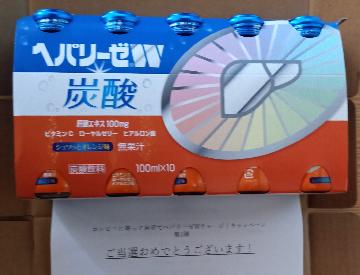 ヘパリーゼW
炭酸
肝臓エキス100mg
ビタミンC ローヤルゼリー ヒアルロン酸
シュワッとオレンジ味 無果汁
炭酸飲料
100ml×10
ご当選おめでとうございます!